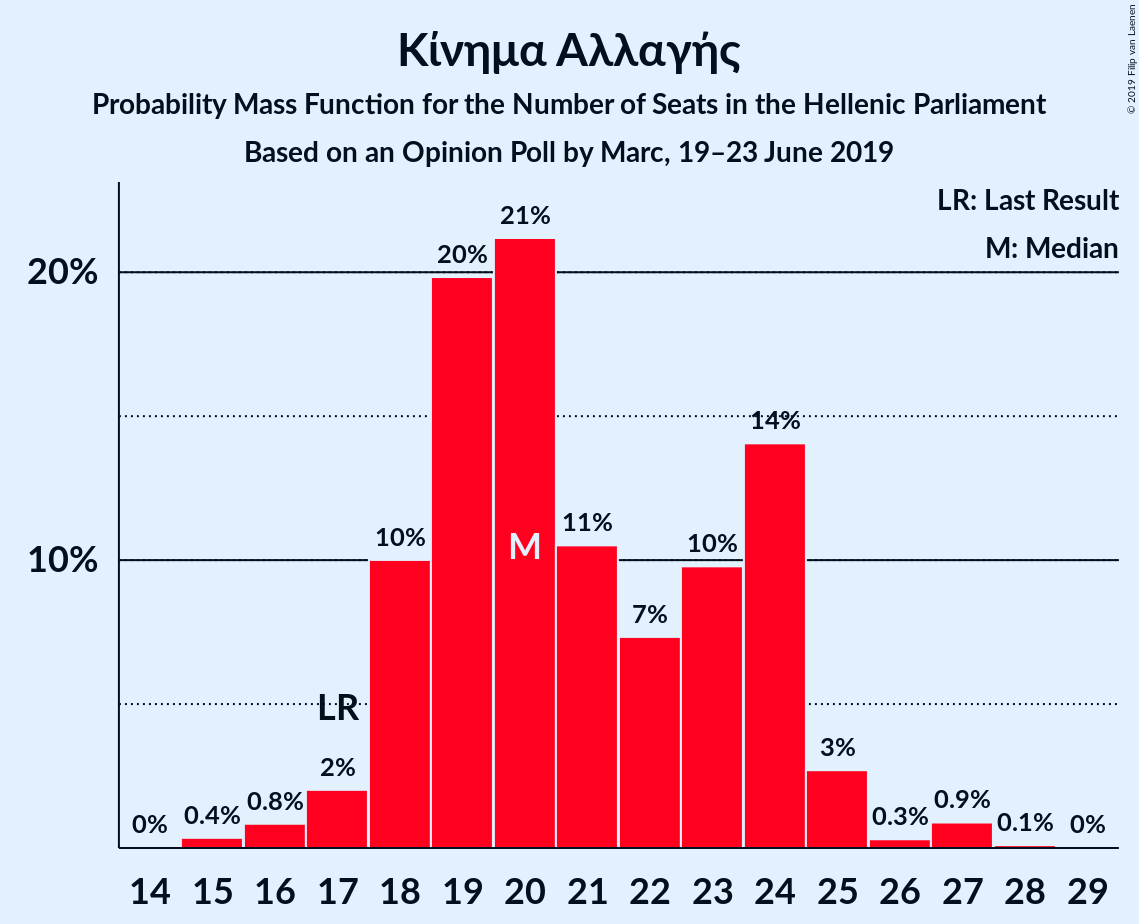 Κίνημα Αλλαγής
Probability Mass Function for the Number of Seats in the Hellenic Parliament
Based on an Opinion Poll by Marc, 19–23 June 2019
© 2019 Filip van Laenen
LR: Last Result
M: Median
20%
10%
0%
0.4%
0.8%
2%
LR
10%
20%
21%
M
11%
7%
10%
14%
3%
0.3%
0.9%
0.1%
0%
14 15 16 17 18 19 20 21 22 23 24 25 26 27 28 29